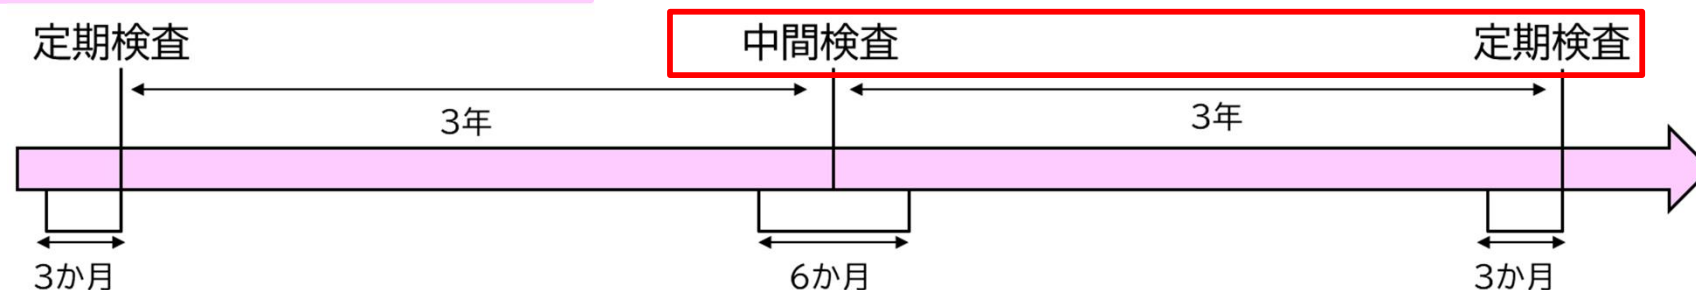 定期検査
中間検査
定期検査
3年
3年
3か月
6か月
3か月